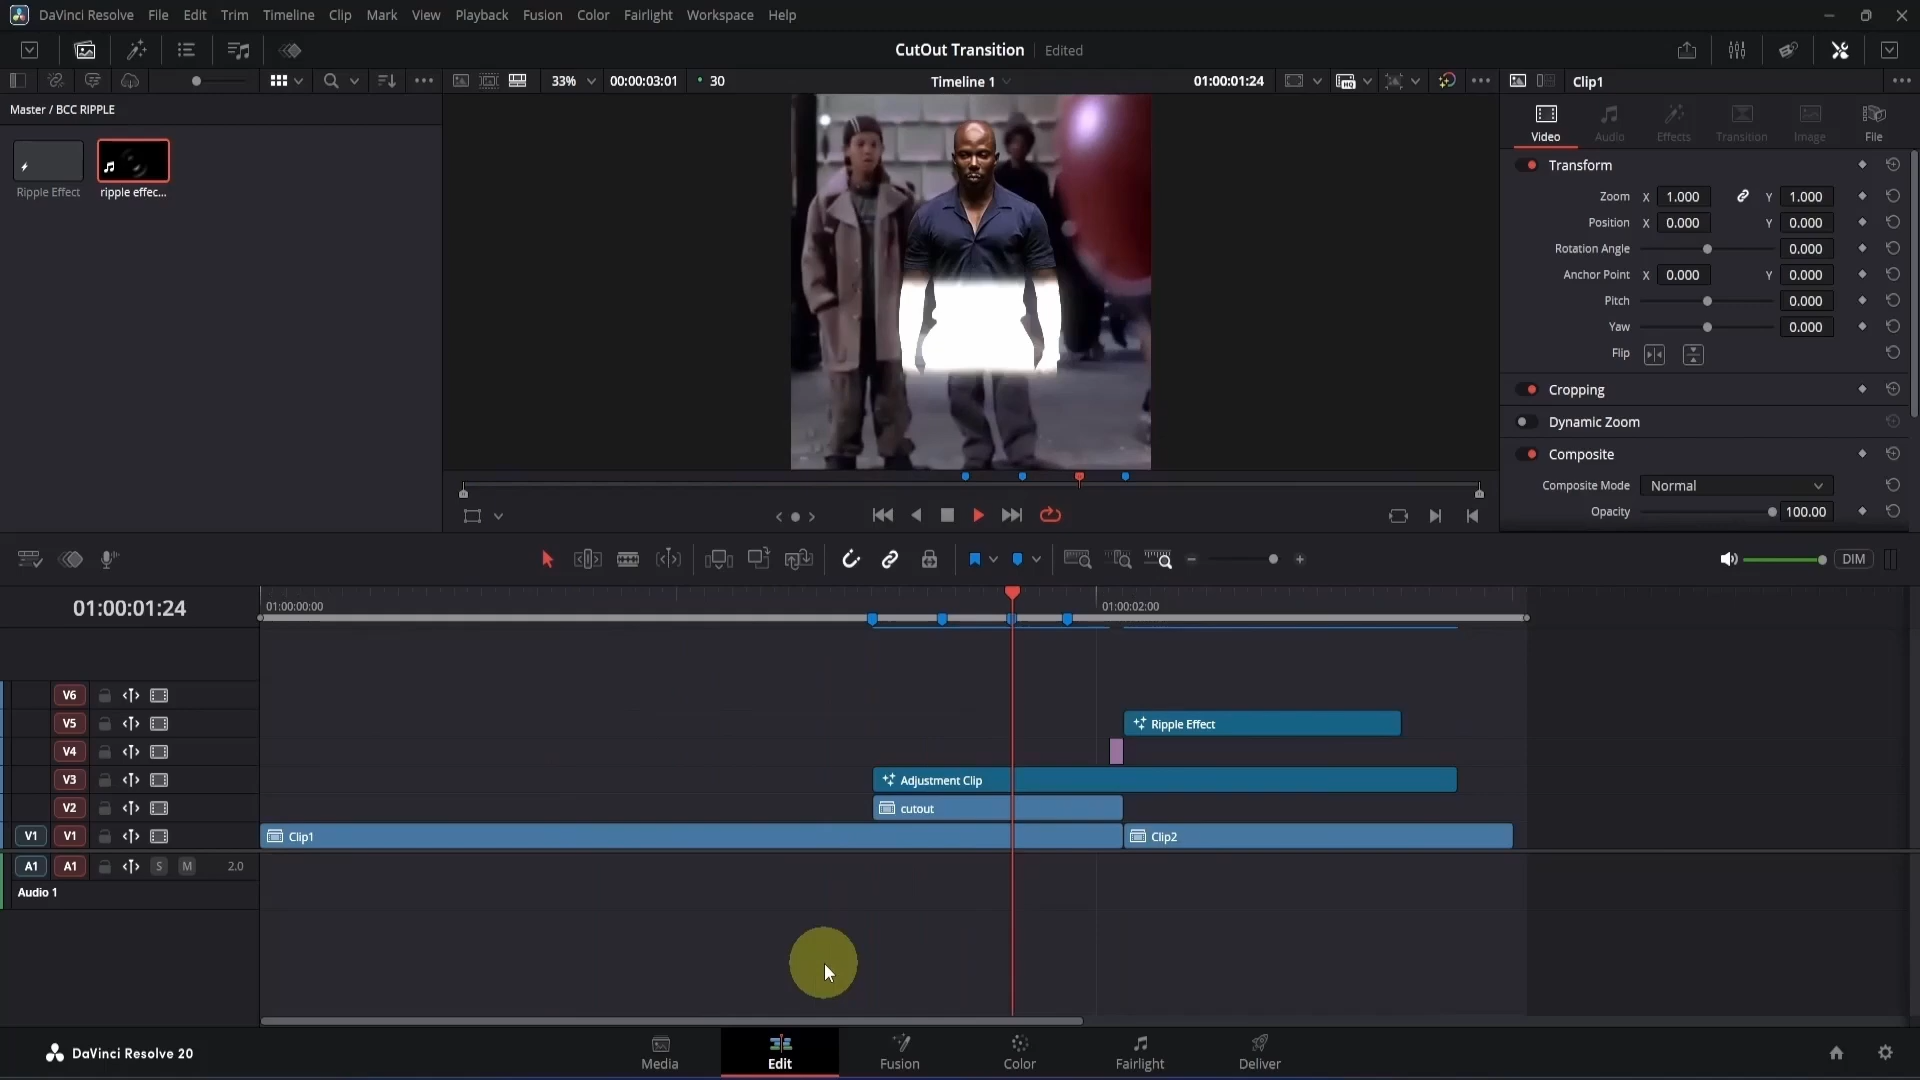 DaVinci Resolve File Edit Trim Timeline Clip Mark View Playback Fusion Color Fairlight Workspace Help
CutOut Transition Edited
33% 00:00:03:01 30 Timeline 1 01:00:01:24 Clip1
Master / BCC RIPPLE
Ripple Effect ripple effec...
Video Audio Effects Transition Image File
Transform
Zoom X 1.000 Y 1.000
Position X 0.000 Y 0.000
Rotation Angle 0.000
Anchor Point X 0.000 Y 0.000
Pitch 0.000
Yaw 0.000
Flip
Cropping
Dynamic Zoom
Composite
Composite Mode Normal
Opacity 100.00
DIM
01:00:01:24 01:00:00:00 01:00:02:00
V6
V5 Ripple Effect
V4
V3 Adjustment Clip
V2 cutout
V1 V1 Clip1 Clip2
A1 A1 S M 2.0
Audio 1
DaVinci Resolve 20 Media Edit Fusion Color Fairlight Deliver